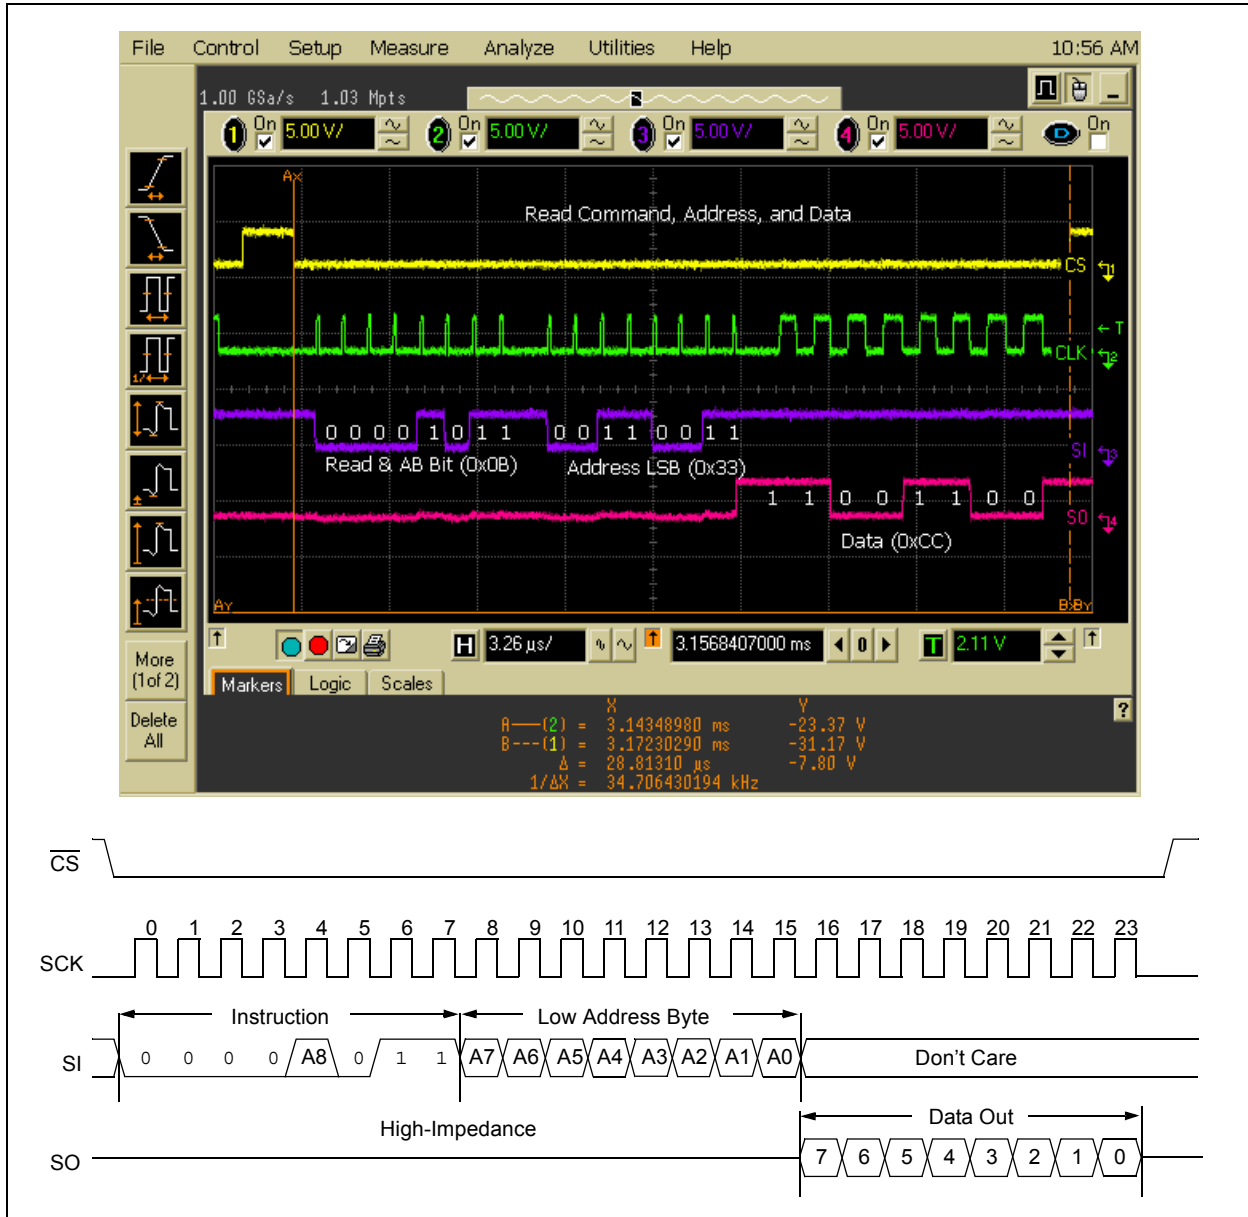 File Control Setup Measure Analyze Utilities Help 10:56 AM
1.00 GSa/s 1.03 Mpts
1 On 5.00 V/ 2 On 5.00 V/ 3 On 5.00 V/ 4 On 5.00 V/ D On
Ax
Read Command, Address, and Data
CS 1
T
CLK 2
0 0 0 0 1 0 1 1 0 0 1 1 0 0 1 1
Read & AB Bit (0x0B) Address LSB (0x33)
SI 3
1 1 0 0 1 1 0 0
SO 4
Data (0xCC)
Ay BxBy
H 3.26 µs/ 3.1568407000 ms 0 T 2.11 V
More
(1 of 2)
Delete
All
Markers Logic Scales
?
X Y
A——(2) = 3.14348980 ms -23.37 V
B---(1) = 3.17230290 ms -31.17 V
Δ = 28.81310 µs -7.80 V
1/ΔX = 34.706430194 kHz
CS
0 1 2 3 4 5 6 7 8 9 10 11 12 13 14 15 16 17 18 19 20 21 22 23
SCK
Instruction Low Address Byte
SI 0 0 0 0 A8 0 1 1 A7 A6 A5 A4 A3 A2 A1 A0 Don't Care
High-Impedance Data Out
SO 7 6 5 4 3 2 1 0